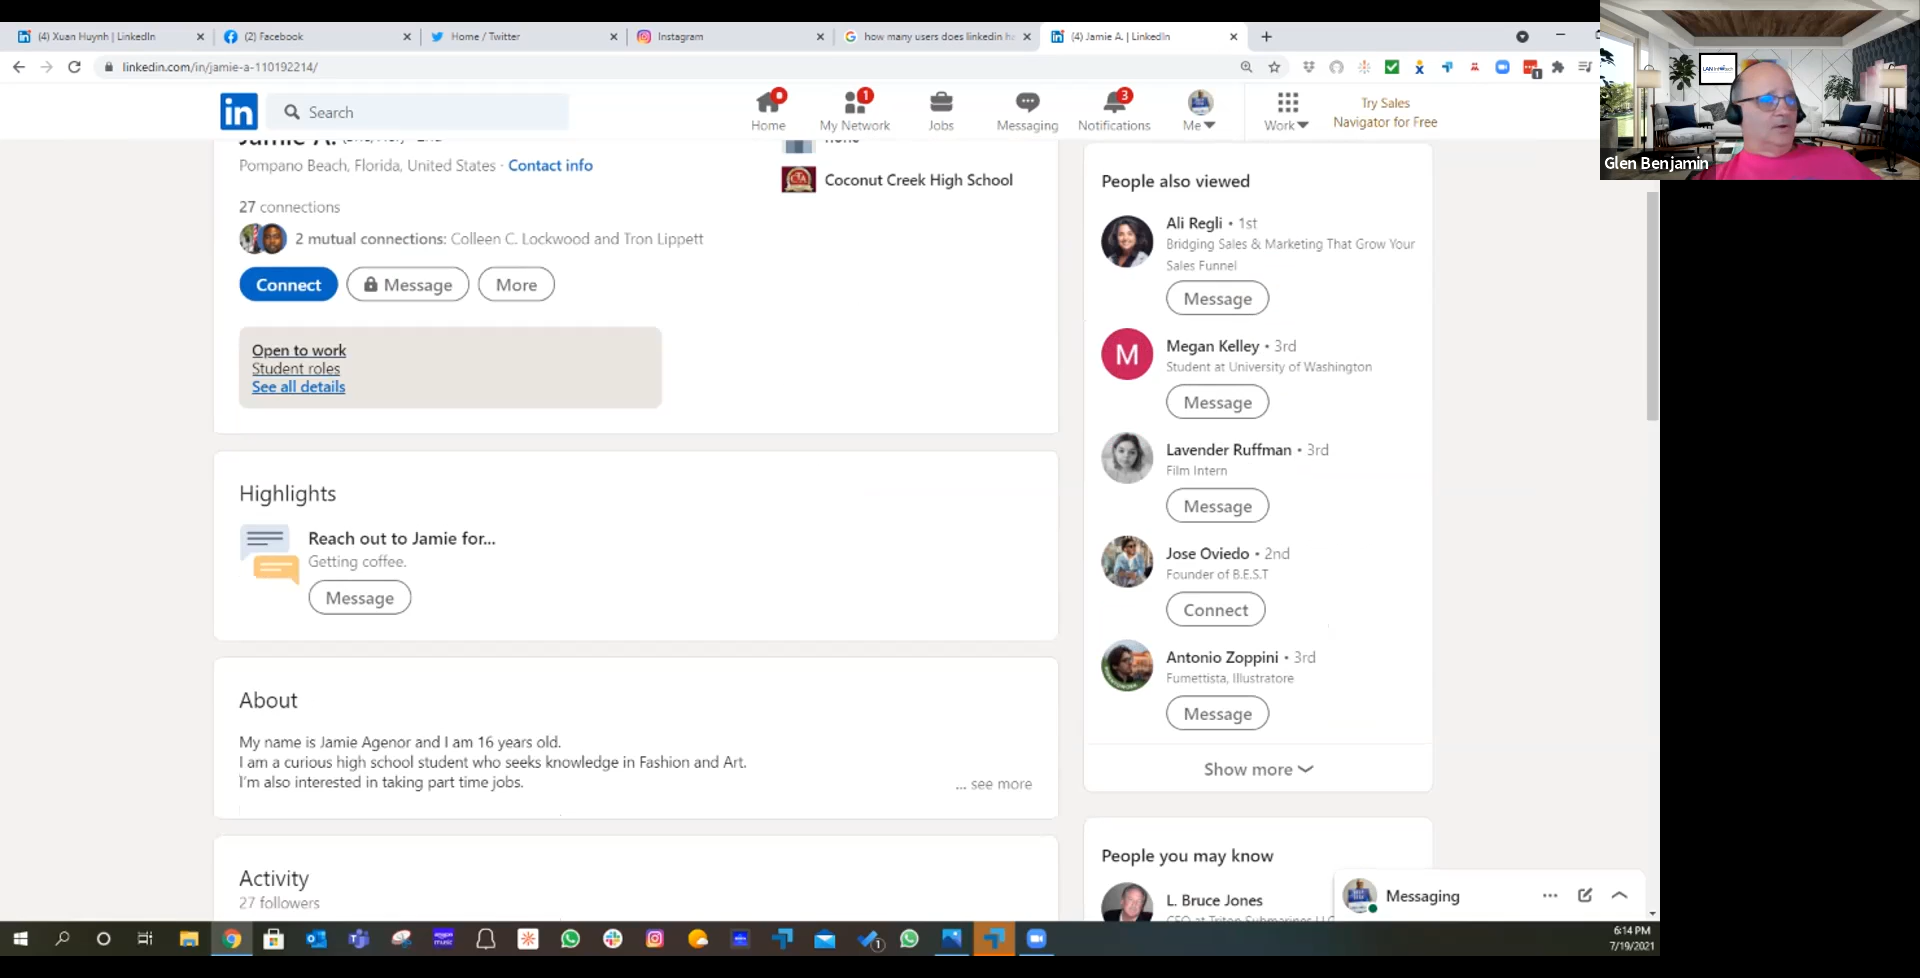 (4) Xuan Huynh | LinkedIn
(2) Facebook
Home / Twitter
Instagram
how many users does linkedin ha
(4) Jamie A. | LinkedIn
linkedin.com/in/jamie-a-110192214/
in
Search
Home
1
My Network
Jobs
Messaging
3
Notifications
Me
Work
Try Sales
Navigator for Free
Glen Benjamin
Jamie A.
Pompano Beach, Florida, United States · Contact info
27 connections
2 mutual connections: Colleen C. Lockwood and Tron Lippett
Connect
Message
More
Coconut Creek High School
Open to work
Student roles
See all details
Highlights
Reach out to Jamie for...
Getting coffee.
Message
About
My name is Jamie Agenor and I am 16 years old.
I am a curious high school student who seeks knowledge in Fashion and Art.
I'm also interested in taking part time jobs.
... see more
Activity
27 followers
People also viewed
Ali Regli • 1st
Bridging Sales & Marketing That Grow Your
Sales Funnel
Message
M
Megan Kelley • 3rd
Student at University of Washington
Message
Lavender Ruffman • 3rd
Film Intern
Message
Jose Oviedo • 2nd
Founder of B.E.S.T
Connect
Antonio Zoppini • 3rd
Fumettista, Illustratore
Message
Show more
People you may know
L. Bruce Jones
CEO at Triton Submarines LLC
Messaging
6:14 PM
7/19/2021